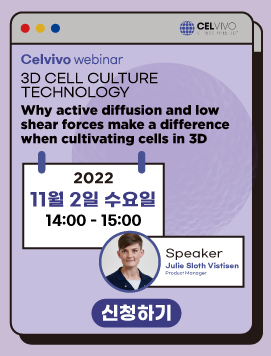 CELVIVO
Celvivo webinar
3D CELL CULTURE
TECHNOLOGY
Why active diffusion and low
shear forces make a difference
when cultivating cells in 3D
2022
11월 2일 수요일
14:00 - 15:00
Speaker
Julie Sloth Vistisen
Product Manager
신청하기